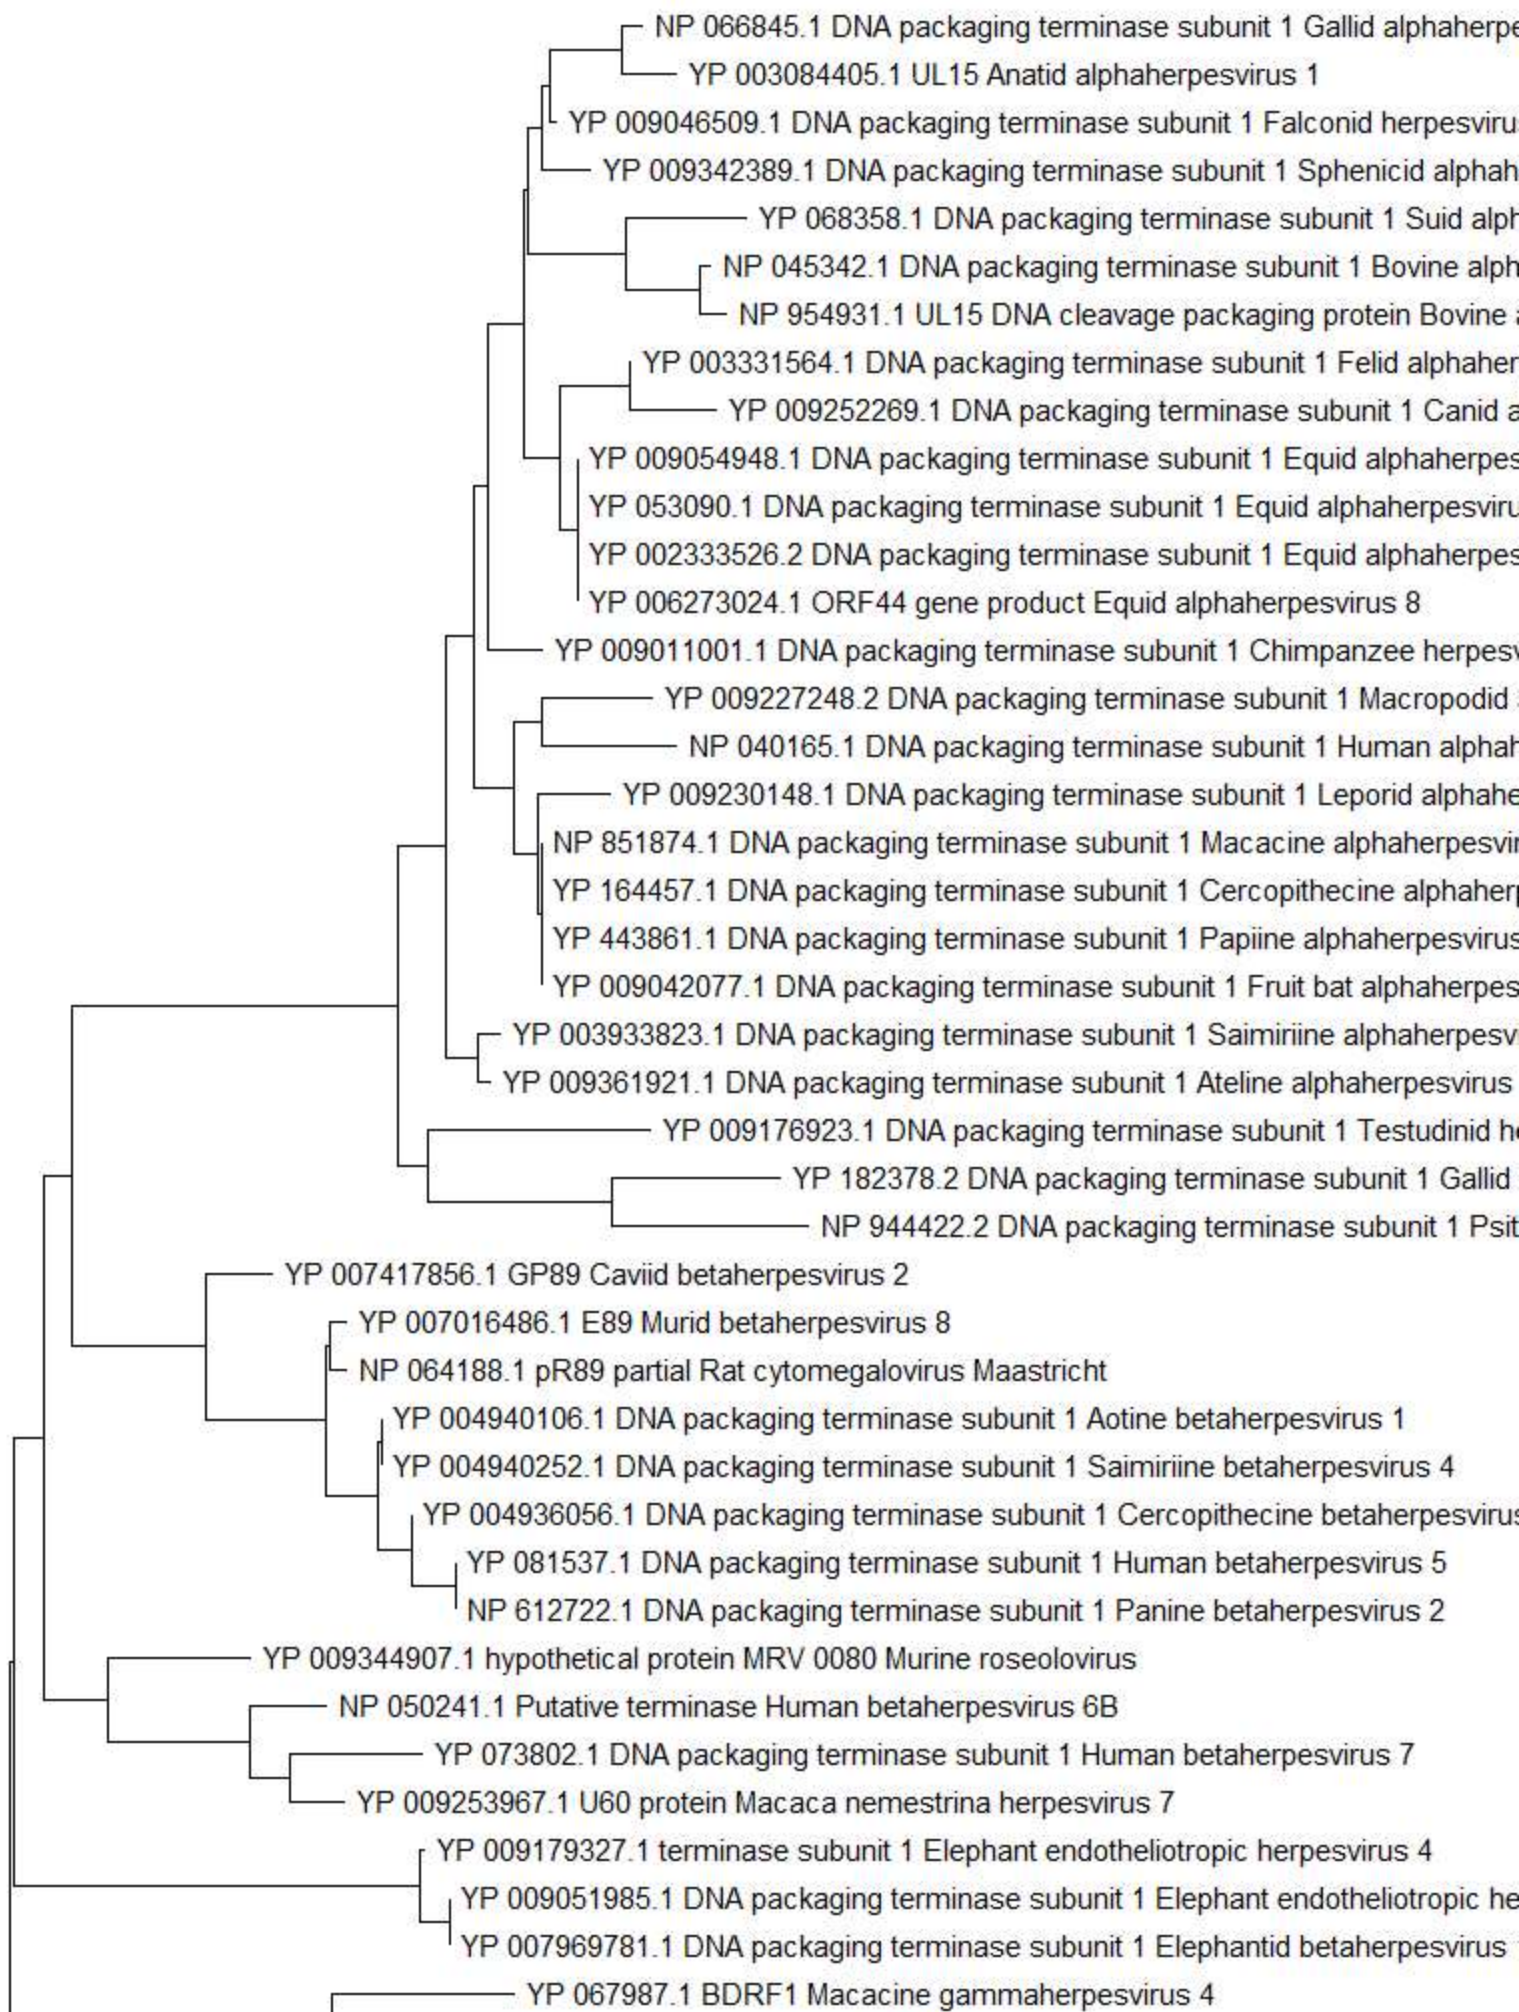 NP 066845.1 DNA packaging terminase subunit 1 Gallid alphaherpe
YP 003084405.1 UL15 Anatid alphaherpesvirus 1
YP 009046509.1 DNA packaging terminase subunit 1 Falconid herpesviru
YP 009342389.1 DNA packaging terminase subunit 1 Sphenicid alphah
YP 068358.1 DNA packaging terminase subunit 1 Suid alph
NP 045342.1 DNA packaging terminase subunit 1 Bovine alph
NP 954931.1 UL15 DNA cleavage packaging protein Bovine
YP 003331564.1 DNA packaging terminase subunit 1 Felid alphaher
YP 009252269.1 DNA packaging terminase subunit 1 Canid a
YP 009054948.1 DNA packaging terminase subunit 1 Equid alphaherpes
YP 053090.1 DNA packaging terminase subunit 1 Equid alphaherpesviru
YP 002333526.2 DNA packaging terminase subunit 1 Equid alphaherpes
YP 006273024.1 ORF44 gene product Equid alphaherpesvirus 8
YP 009011001.1 DNA packaging terminase subunit 1 Chimpanzee herpesv
YP 009227248.2 DNA packaging terminase subunit 1 Macropodid
NP 040165.1 DNA packaging terminase subunit 1 Human alphah
YP 009230148.1 DNA packaging terminase subunit 1 Leporid alphahe
NP 851874.1 DNA packaging terminase subunit 1 Macacine alphaherpesvir
YP 164457.1 DNA packaging terminase subunit 1 Cercopithecine alphaherp
YP 443861.1 DNA packaging terminase subunit 1 Papiine alphaherpesvirus
YP 009042077.1 DNA packaging terminase subunit 1 Fruit bat alphaherpes
YP 003933823.1 DNA packaging terminase subunit 1 Saimiriine alphaherpesvi
YP 009361921.1 DNA packaging terminase subunit 1 Ateline alphaherpesvirus
YP 009176923.1 DNA packaging terminase subunit 1 Testudinid he
YP 182378.2 DNA packaging terminase subunit 1 Gallid
NP 944422.2 DNA packaging terminase subunit 1 Psit
YP 007417856.1 GP89 Caviid betaherpesvirus 2
YP 007016486.1 E89 Murid betaherpesvirus 8
NP 064188.1 pR89 partial Rat cytomegalovirus Maastricht
YP 004940106.1 DNA packaging terminase subunit 1 Aotine betaherpesvirus 1
YP 004940252.1 DNA packaging terminase subunit 1 Saimiriine betaherpesvirus 4
YP 004936056.1 DNA packaging terminase subunit 1 Cercopithecine betaherpesvirus
YP 081537.1 DNA packaging terminase subunit 1 Human betaherpesvirus 5
NP 612722.1 DNA packaging terminase subunit 1 Panine betaherpesvirus 2
YP 009344907.1 hypothetical protein MRV 0080 Murine roseolovirus
NP 050241.1 Putative terminase Human betaherpesvirus 6B
YP 073802.1 DNA packaging terminase subunit 1 Human betaherpesvirus 7
YP 009253967.1 U60 protein Macaca nemestrina herpesvirus 7
YP 009179327.1 terminase subunit 1 Elephant endotheliotropic herpesvirus 4
YP 009051985.1 DNA packaging terminase subunit 1 Elephant endotheliotropic he
YP 007969781.1 DNA packaging terminase subunit 1 Elephantid betaherpesvirus
YP 067987.1 BDRF1 Macacine gammaherpesvirus 4